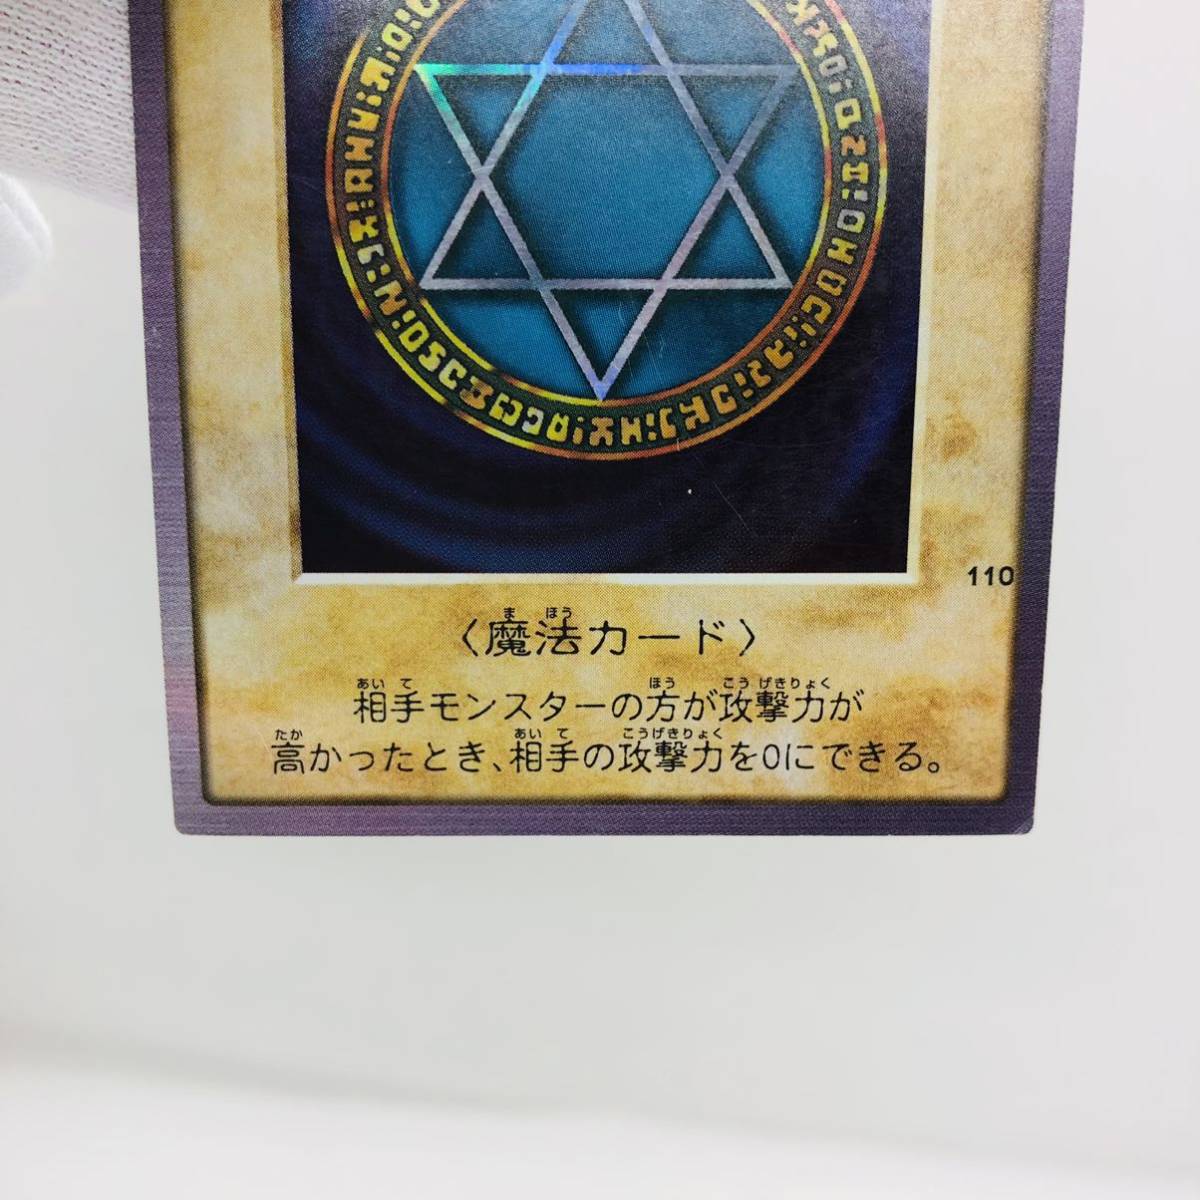 110
〈魔法カード〉
相手モンスターの方が攻撃力が
高かったとき、相手の攻撃力を0にできる。